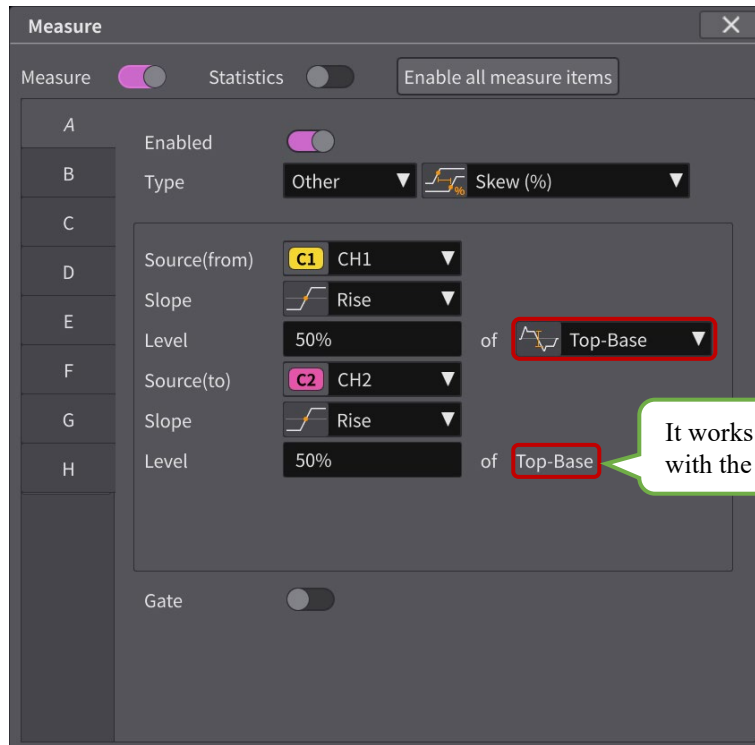 Measure
Measure Statistics Enable all measure items
A
B
C
D
E
F
G
H
Enabled
Type Other Skew (%)
%
Source(from) C1 CH1
Slope Rise
Level 50% of Top-Base
Source(to) C2 CH2
Slope Rise
Level 50% of Top-Base
It works
with the
Gate